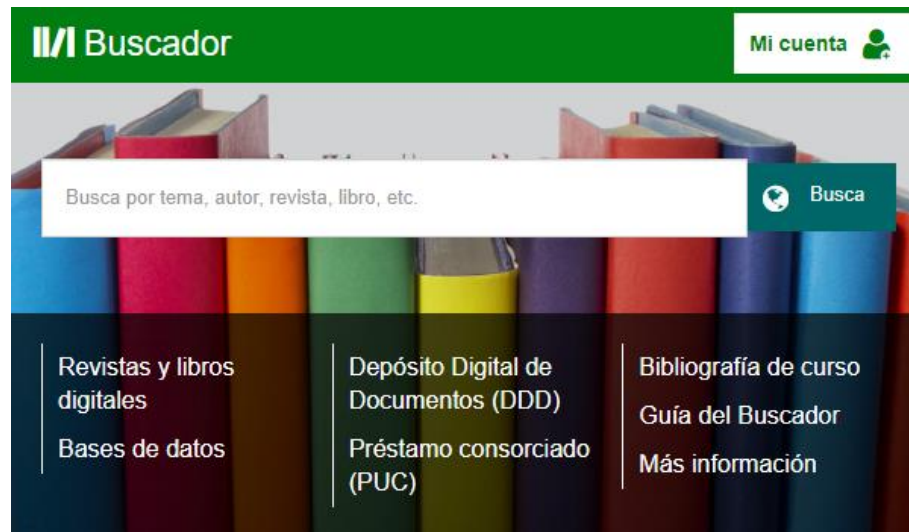 Buscador
Mi cuenta
Busca por tema, autor, revista, libro, etc.
Busca
Revistas y libros
digitales
Bases de datos
Depósito Digital de
Documentos (DDD)
Préstamo consorciado
(PUC)
Bibliografía de curso
Guía del Buscador
Más información